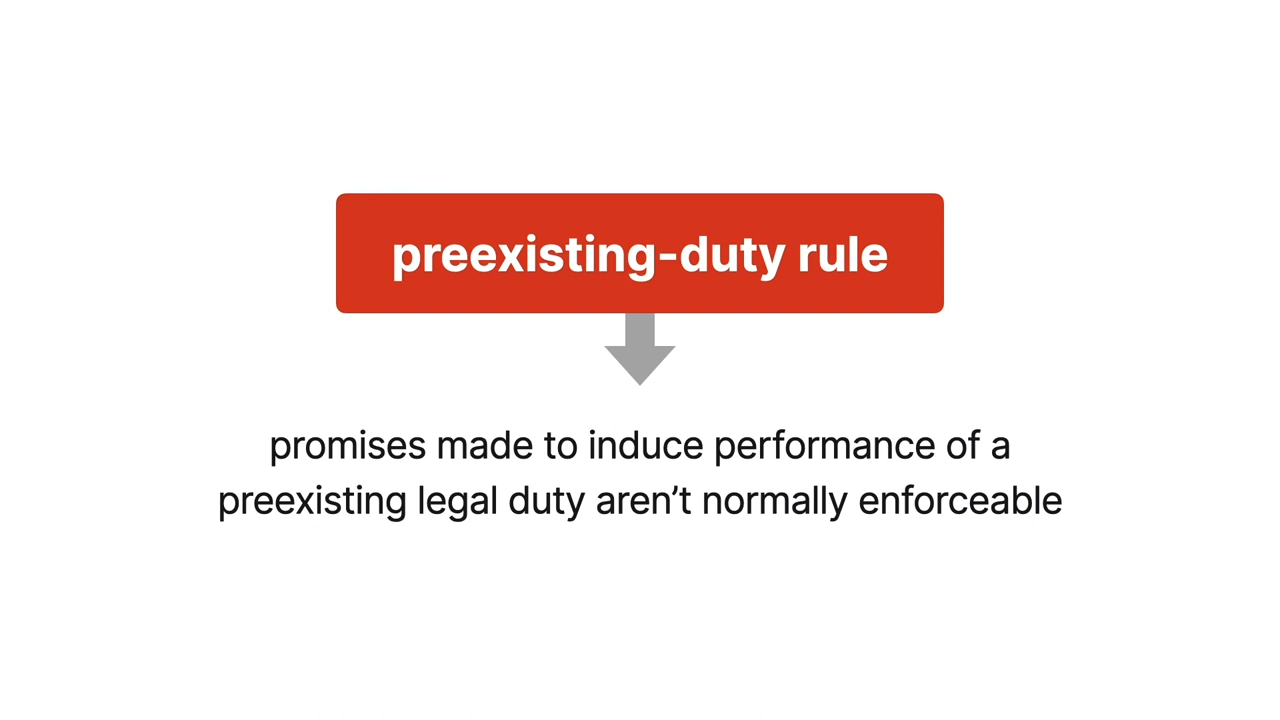 preexisting-duty rule
promises made to induce performance of a
preexisting legal duty aren’t normally enforceable